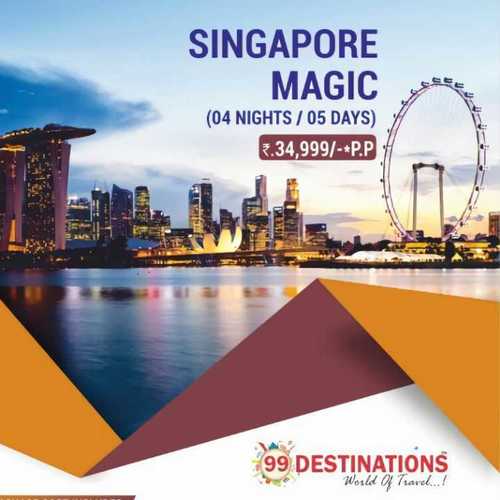 SINGAPORE
MAGIC
(04 NIGHTS / 05 DAYS)
₹.34,999/-*P.P
99 DESTINATIONS
World Of Travel...!